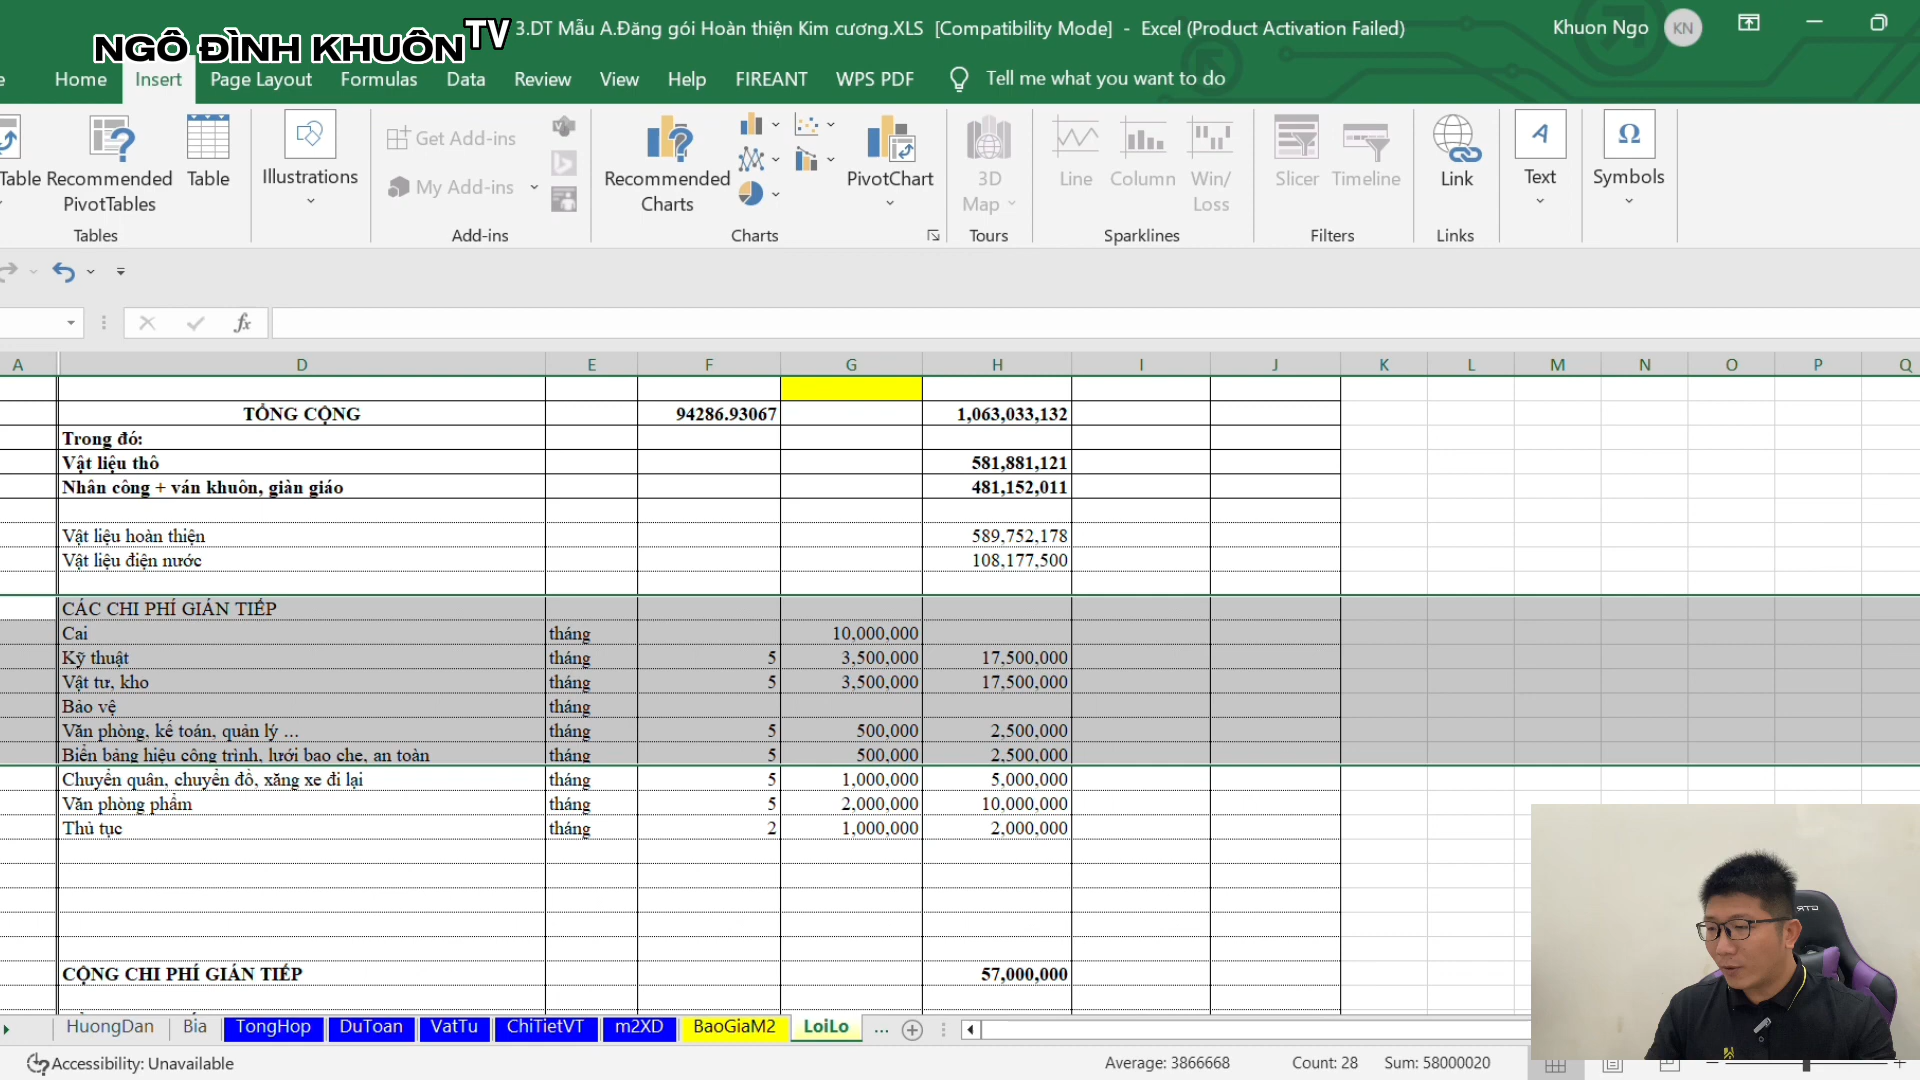 NGÔ ĐÌNH KHUÔN TV
3.DT Mẫu A.Đăng gói Hoàn thiện Kim cương.XLS [Compatibility Mode] - Excel (Product Activation Failed)
Khuon Ngo KN
e Home Insert Page Layout Formulas Data Review View Help FIREANT WPS PDF Tell me what you want to do
Table
Recommended PivotTables
Table
Tables
Illustrations
Get Add-ins
My Add-ins
Add-ins
Recommended Charts
PivotChart
Charts
3D Map
Tours
Line
Column
Win/Loss
Sparklines
Slicer
Timeline
Filters
Link
Links
Text
Symbols
fx
A D E F G H I J K L M N O P Q
TỔNG CỘNG 94286.93067 1,063,033,132
Trong đó:
Vật liệu thô 581,881,121
Nhân công + ván khuôn, giàn giáo 481,152,011
Vật liệu hoàn thiện 589,752,178
Vật liệu điện nước 108,177,500
CÁC CHI PHÍ GIÁN TIẾP
Cai tháng 10,000,000
Kỹ thuật tháng 5 3,500,000 17,500,000
Vật tư, kho tháng 5 3,500,000 17,500,000
Bảo vệ tháng
Văn phòng, kế toán, quản lý ... tháng 5 500,000 2,500,000
Biển bảng hiệu công trình, lưới bao che, an toàn tháng 5 500,000 2,500,000
Chuyển quân, chuyển đồ, xăng xe đi lại tháng 5 1,000,000 5,000,000
Văn phòng phẩm tháng 5 2,000,000 10,000,000
Thủ tục tháng 2 1,000,000 2,000,000
CỘNG CHI PHÍ GIÁN TIẾP 57,000,000
HuongDan Bia TongHop DuToan VatTu ChiTietVT m2XD BaoGiaM2 LoiLo ...
Accessibility: Unavailable Average: 3866668 Count: 28 Sum: 58000020